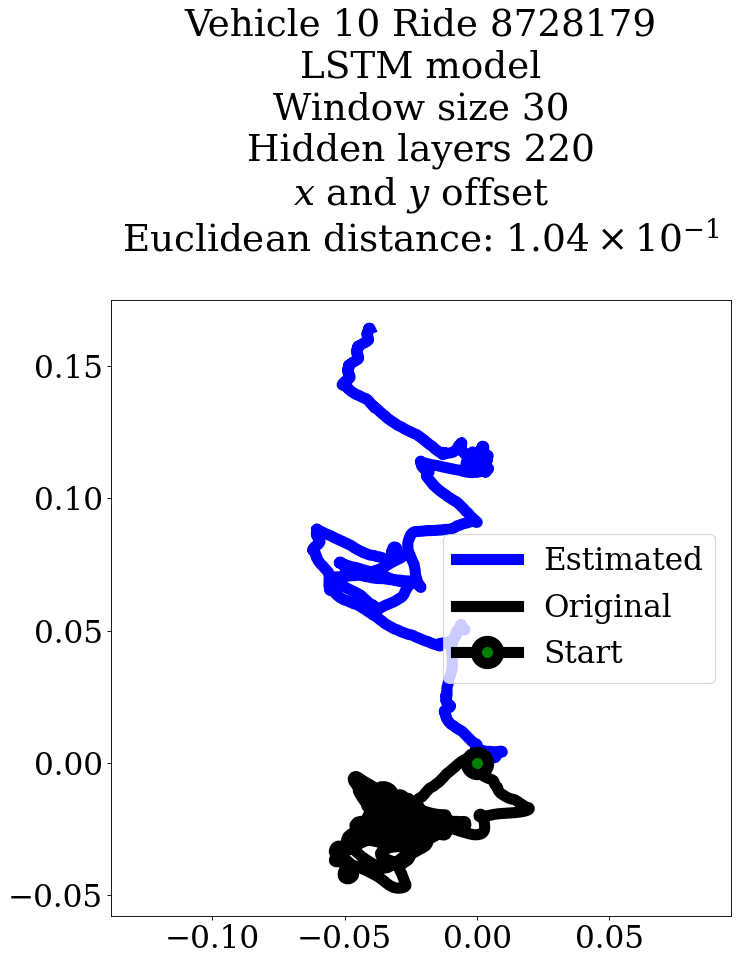 Vehicle 10 Ride 8728179
LSTM model
Window size 30
Hidden layers 220
x and y offset
Euclidean distance: 1.04 × 10⁻¹
0.15
0.10
Estimated
Original
0.05
Start
0.00
−0.05
−0.10 −0.05 0.00 0.05